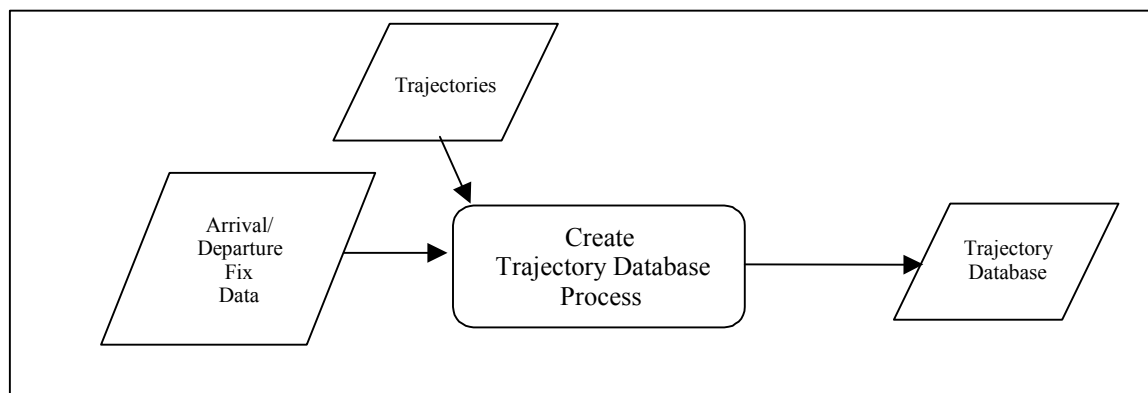 Trajectories
Arrival/
Departure
Fix
Data
Create
Trajectory Database
Process
Trajectory
Database